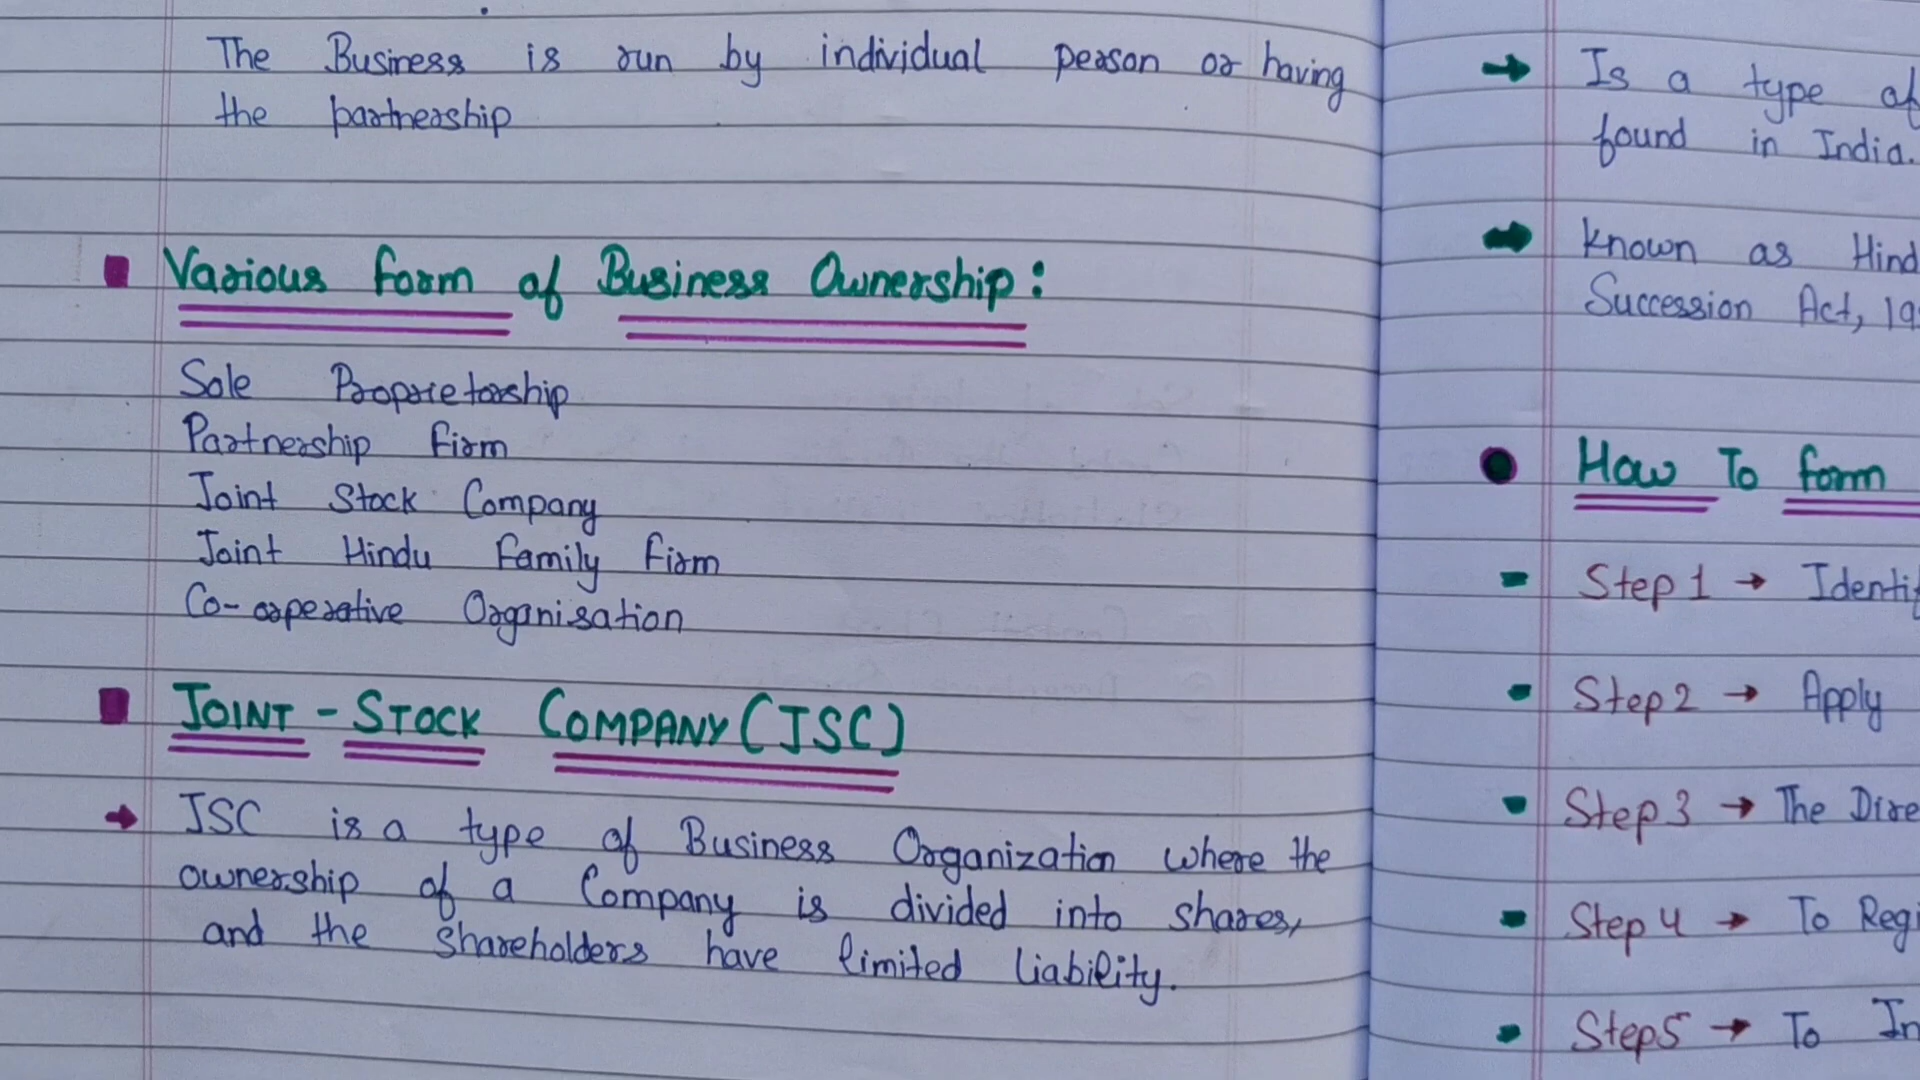 The Business is run by individual person or having
the partnership
Various form of Business Ownership:
Sole Proprietorship
Partnership firm
Joint Stock Company
Joint Hindu family firm
Co-operative Organisation
JOINT-STOCK COMPANY (JSC)
JSC is a type of Business Organization where the
ownership of a Company is divided into shares,
and the shareholders have limited liability.
Is a type of
found in India.
known as Hind
Succession Act, 19
How To form
Step 1 → Identif
Step 2 → Apply
Step 3 → The Dire
Step 4 → To Regi
Step 5 → To In